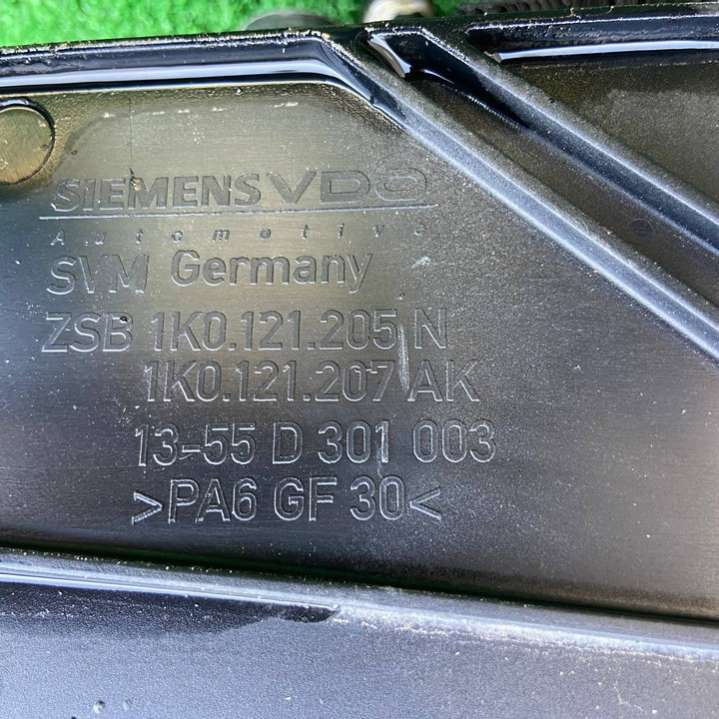 SIEMENS VDO
Automotive
SVM Germany
ZSB 1K0.121.205 N
1K0.121.207 AK
13-55 D 301 003
>PA6 GF 30<